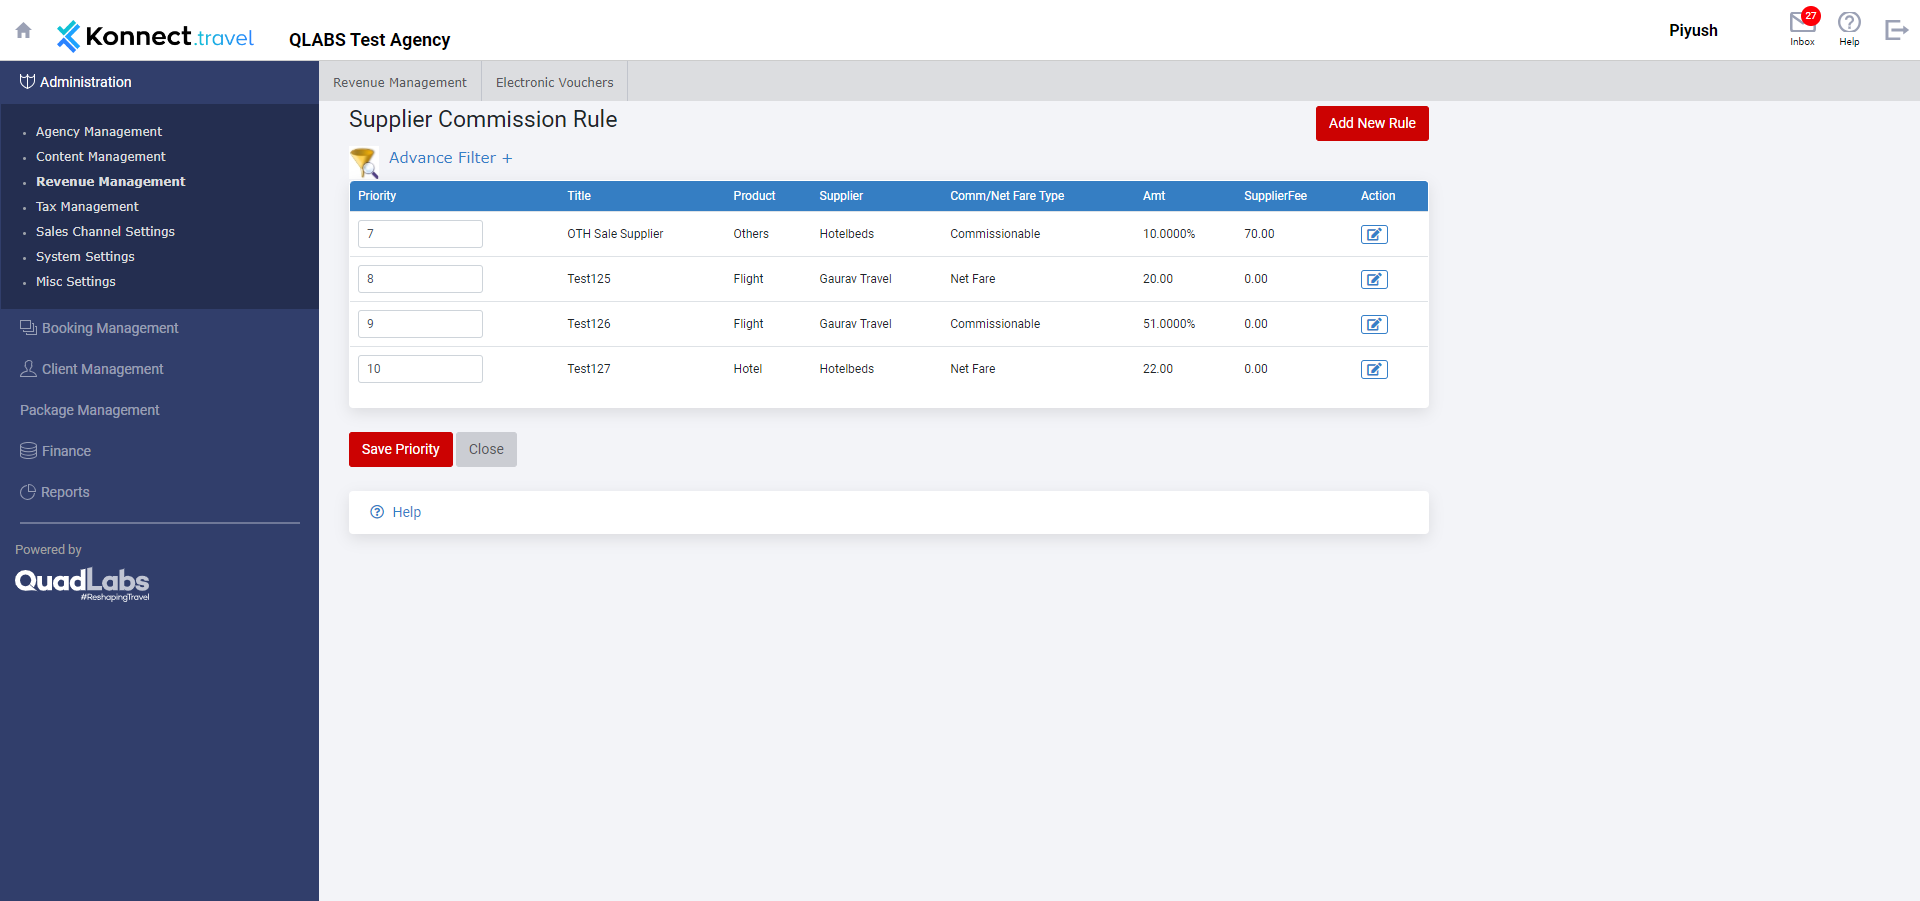 Konnect.travel
QLABS Test Agency
Piyush
27
Inbox
Help
Administration
Agency Management
Content Management
Revenue Management
Tax Management
Sales Channel Settings
System Settings
Misc Settings
Booking Management
Client Management
Package Management
Finance
Reports
Powered by
QuadLabs
#ReshapingTravel
Revenue Management Electronic Vouchers
Supplier Commission Rule
Add New Rule
Advance Filter +
Priority Title Product Supplier Comm/Net Fare Type Amt SupplierFee Action
7 OTH Sale Supplier Others Hotelbeds Commissionable 10.0000% 70.00
8 Test125 Flight Gaurav Travel Net Fare 20.00 0.00
9 Test126 Flight Gaurav Travel Commissionable 51.0000% 0.00
10 Test127 Hotel Hotelbeds Net Fare 22.00 0.00
Save Priority Close
Help